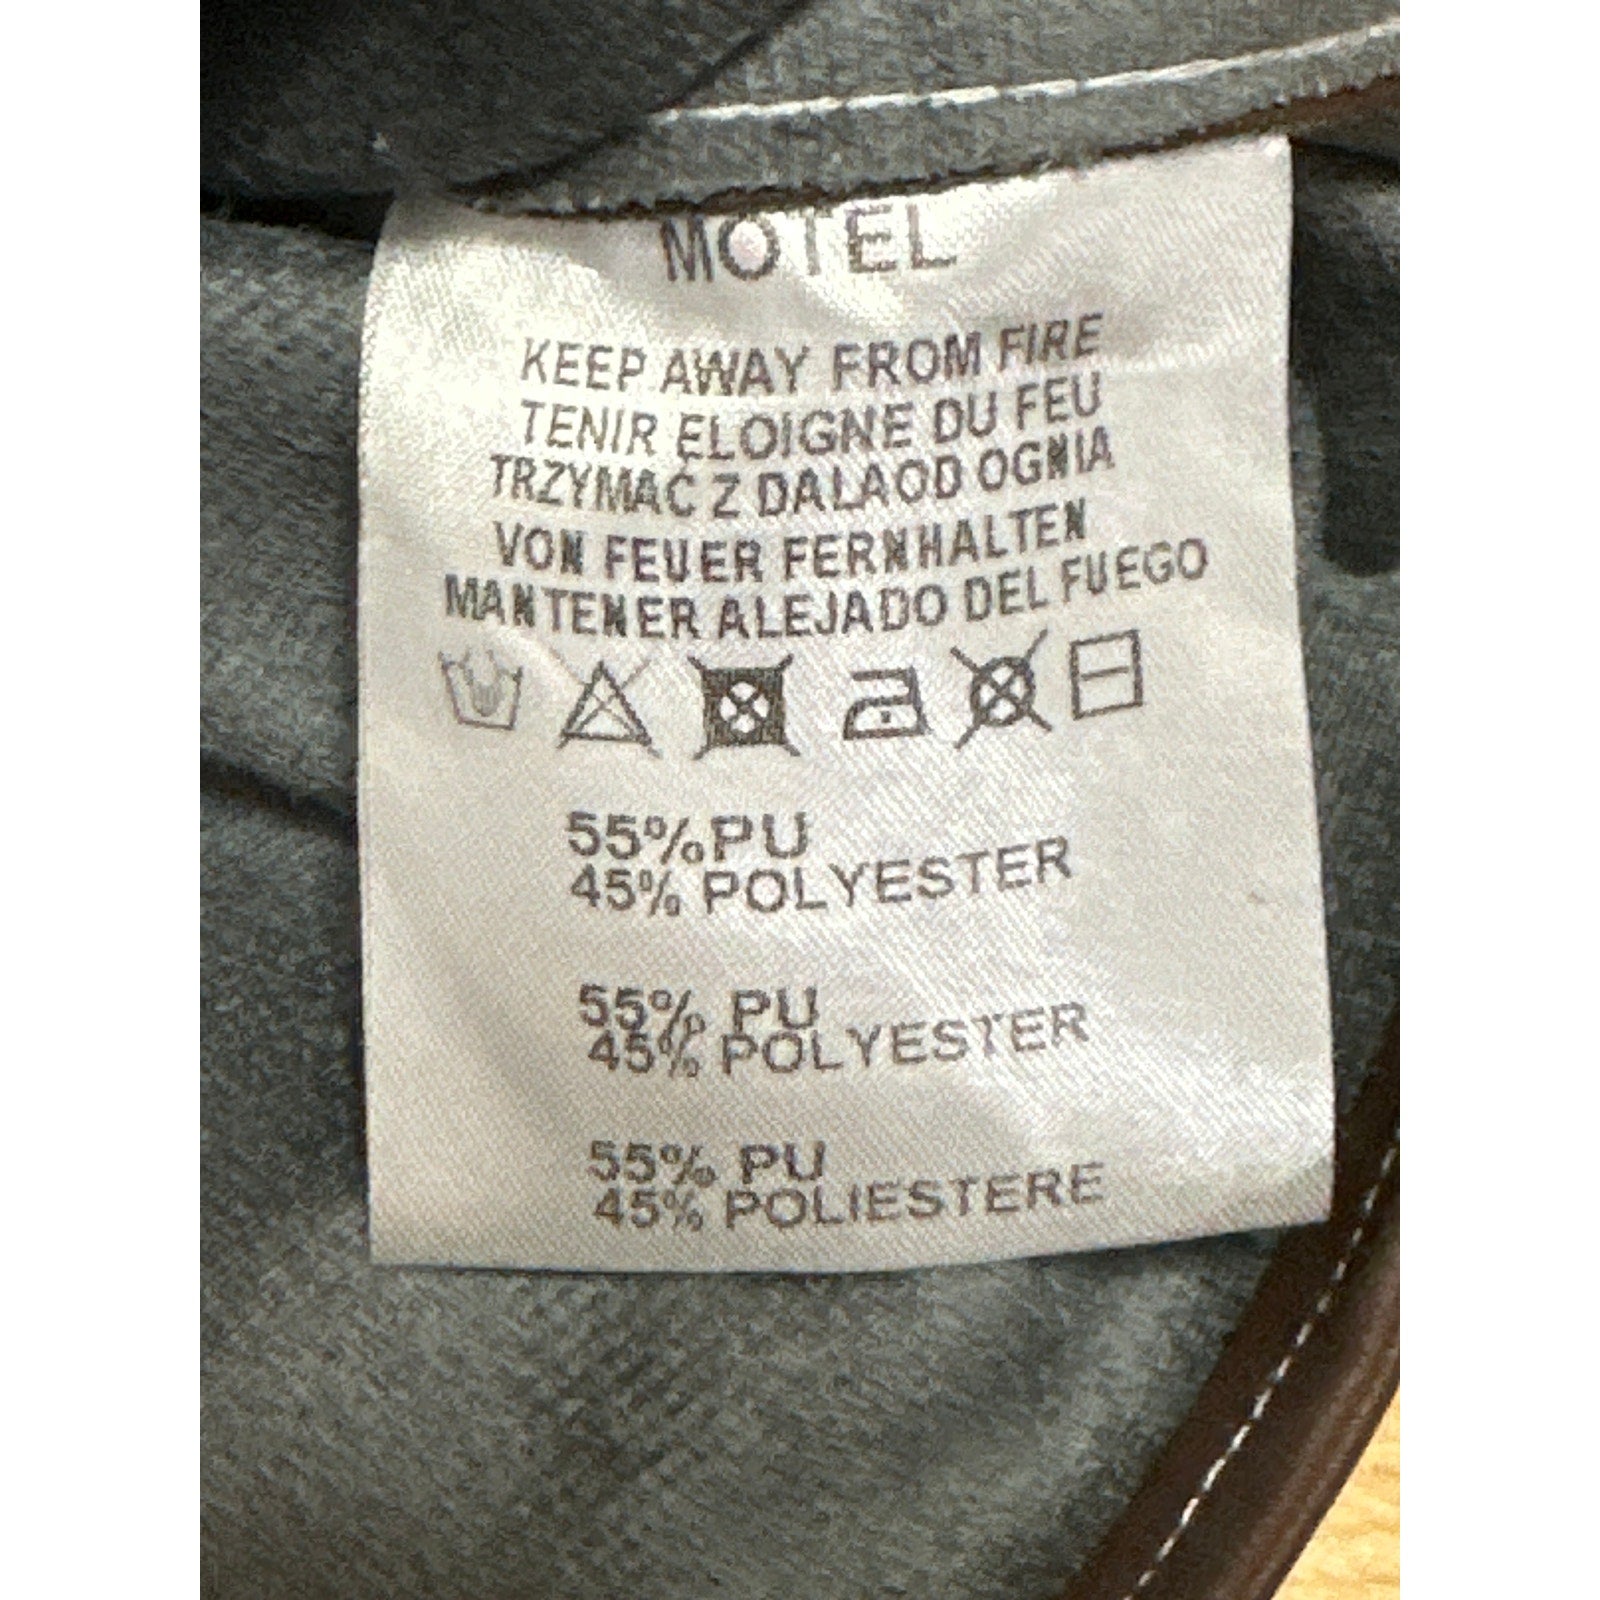 MOTEL
KEEP AWAY FROM FIRE
TENIR ELOIGNE DU FEU
TRZYMAĆ Z DALAOD OGNIA
VON FEUER FERNHALTEN
MANTENER ALEJADO DEL FUEGO
55%PU
45% POLYESTER
55% PU
45% POLYESTER
55% PU
45% POLIESTERE